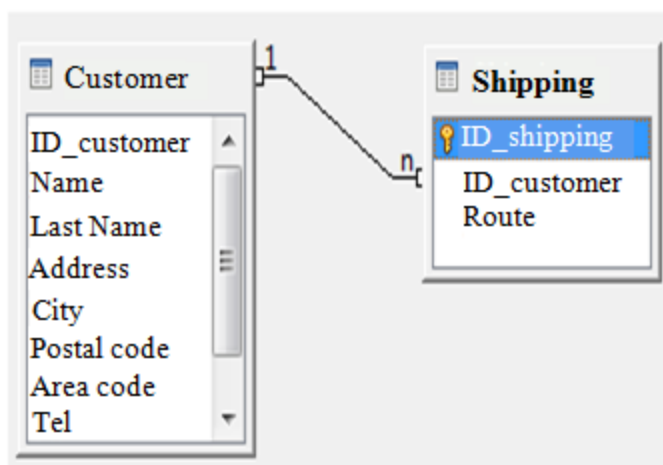 Customer
ID_customer
Name
Last Name
Address
City
Postal code
Area code
Tel
1
n
Shipping
ID_shipping
ID_customer
Route